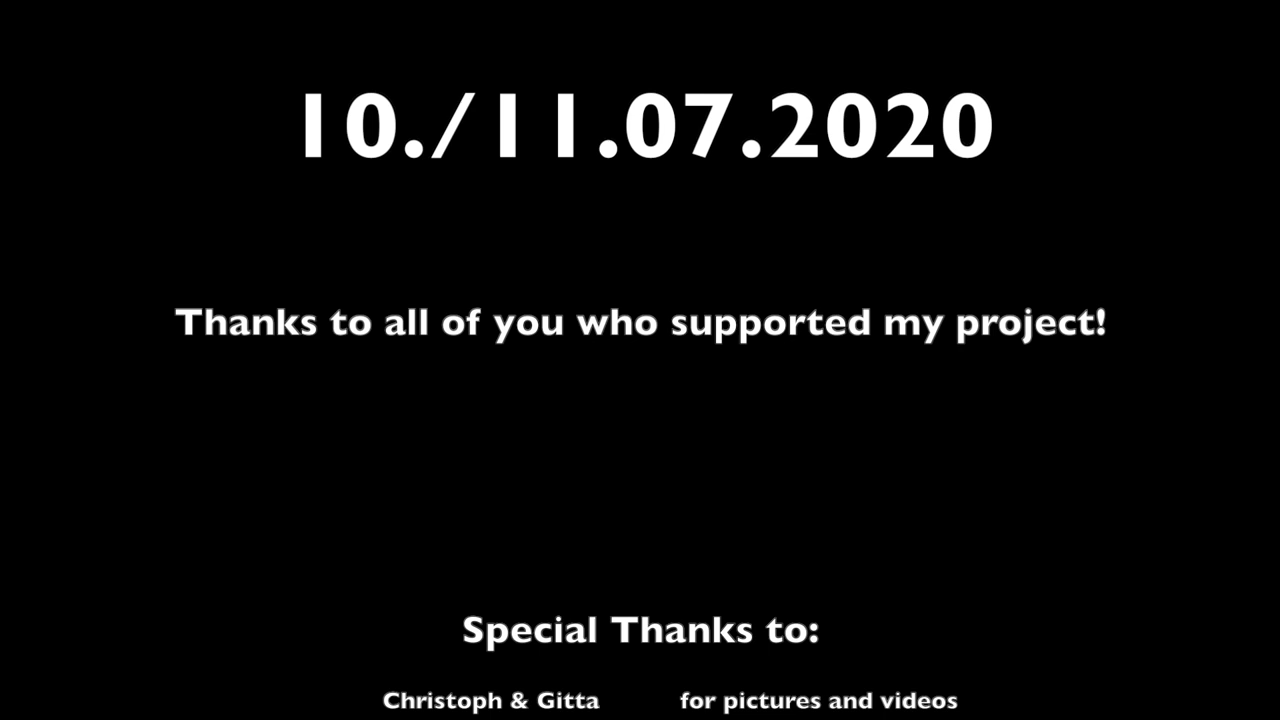 10./11.07.2020
Thanks to all of you who supported my project!
Special Thanks to:
Christoph & Gitta for pictures and videos